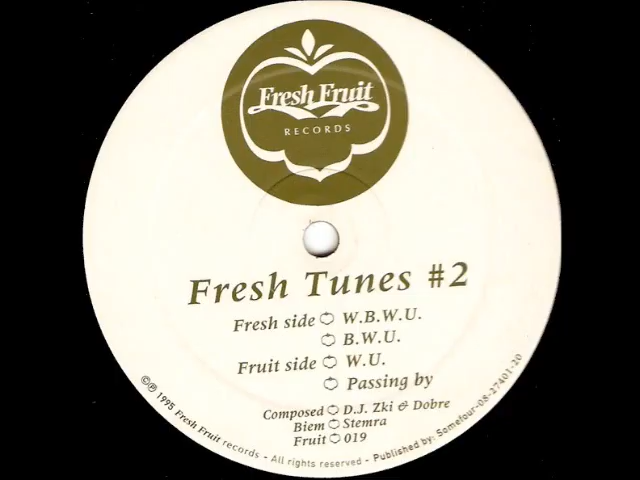 Fresh Fruit
RECORDS
Fresh Tunes #2
Fresh side W.B.W.U.
B.W.U.
Fruit side W.U.
Passing by
Composed D.J. Zki & Dobre
Biem Stemra
Fruit 019
©℗ 1995 Fresh Fruit records - All rights reserved - Published by: Somefour-08-27401-20